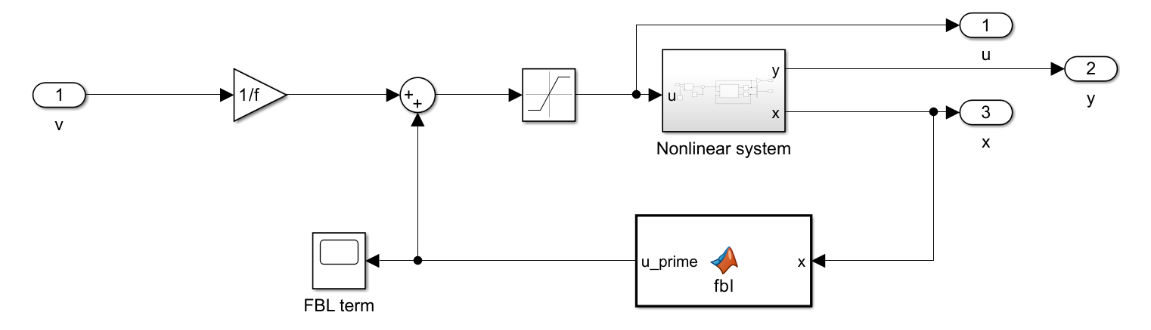 1
u
y
2
y
1
v
1/f
+
+
u
x
3
x
Nonlinear system
u_prime
x
fbl
FBL term